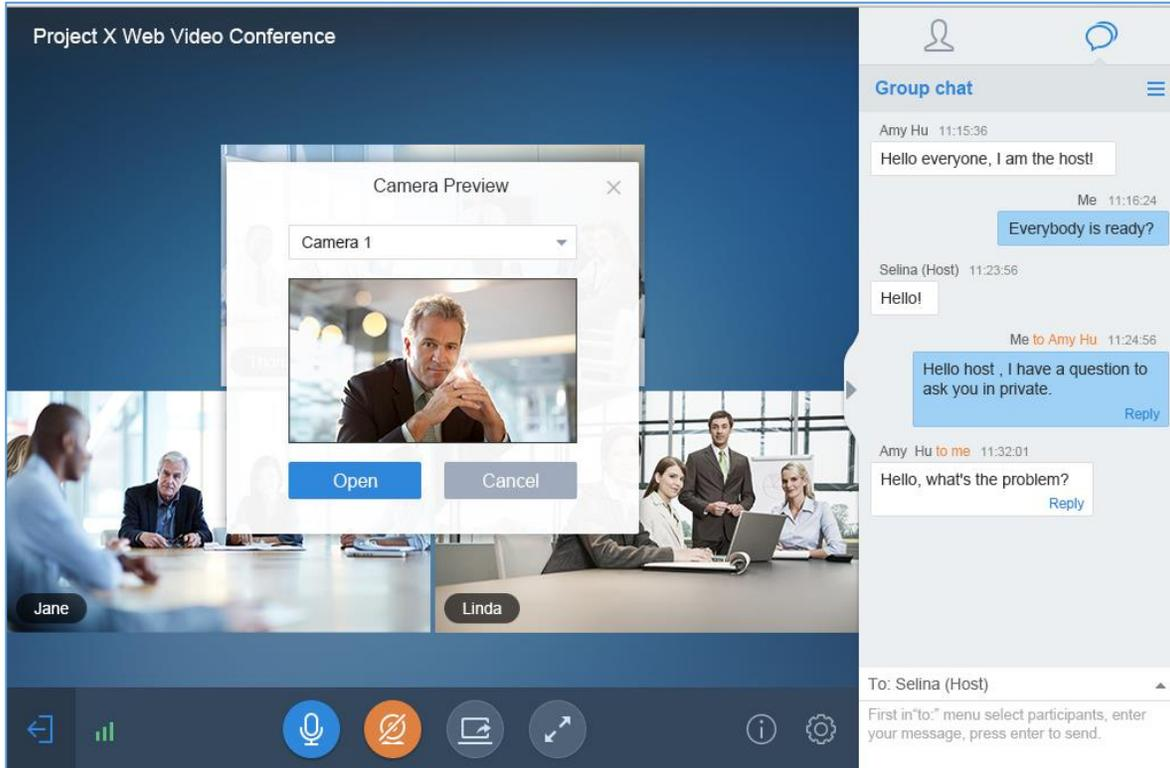 Project X Web Video Conference
Camera Preview
Camera 1
Open
Cancel
Jane
Linda
Group chat
Amy Hu 11:15:36
Hello everyone, I am the host!
Me 11:16:24
Everybody is ready?
Selina (Host) 11:23:56
Hello!
Me to Amy Hu 11:24:56
Hello host , I have a question to
ask you in private.
Reply
Amy Hu to me 11:32:01
Hello, what's the problem?
Reply
To: Selina (Host)
First in“to:” menu select participants, enter
your message, press enter to send.